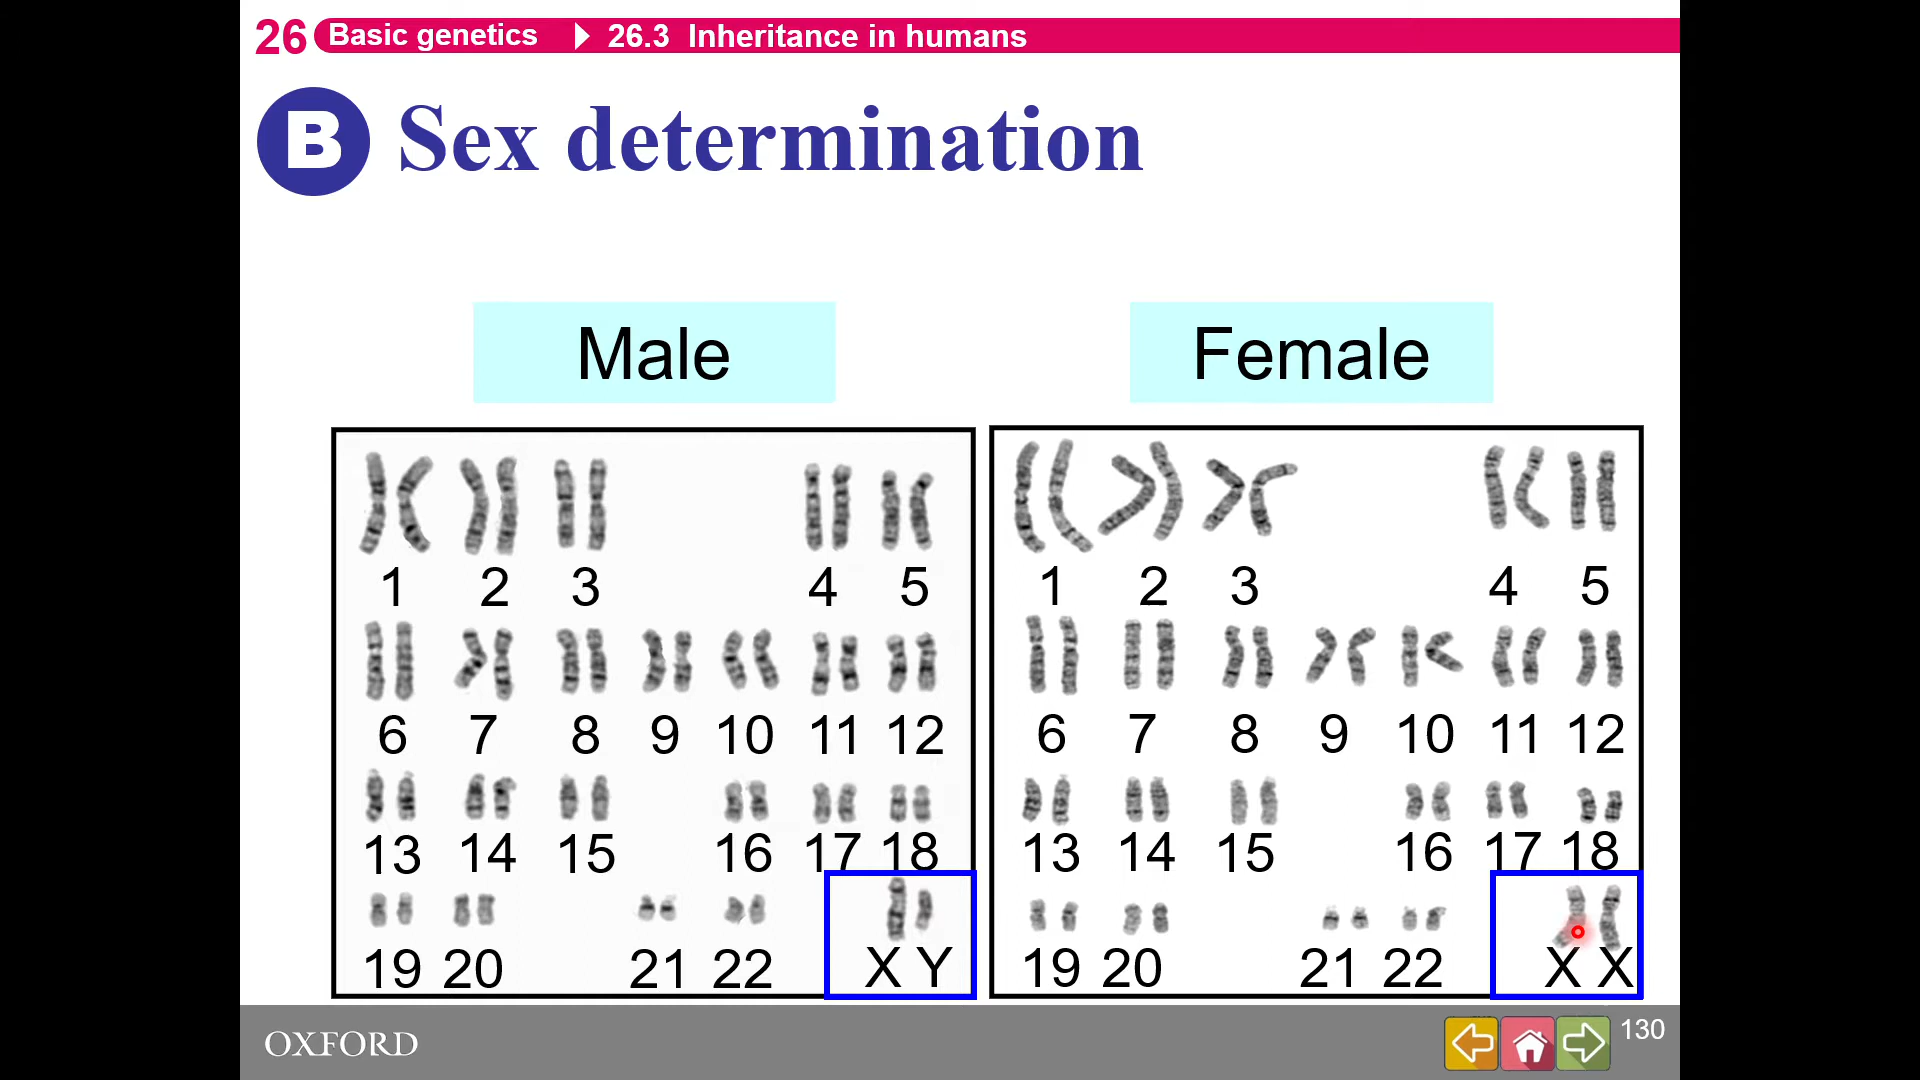 26 Basic genetics 26.3 Inheritance in humans
B Sex determination
Male Female
1 2 3 4 5 1 2 3 4 5
6 7 8 9 10 11 12 6 7 8 9 10 11 12
13 14 15 16 17 18 13 14 15 16 17 18
19 20 21 22 X Y 19 20 21 22 X X
OXFORD 130